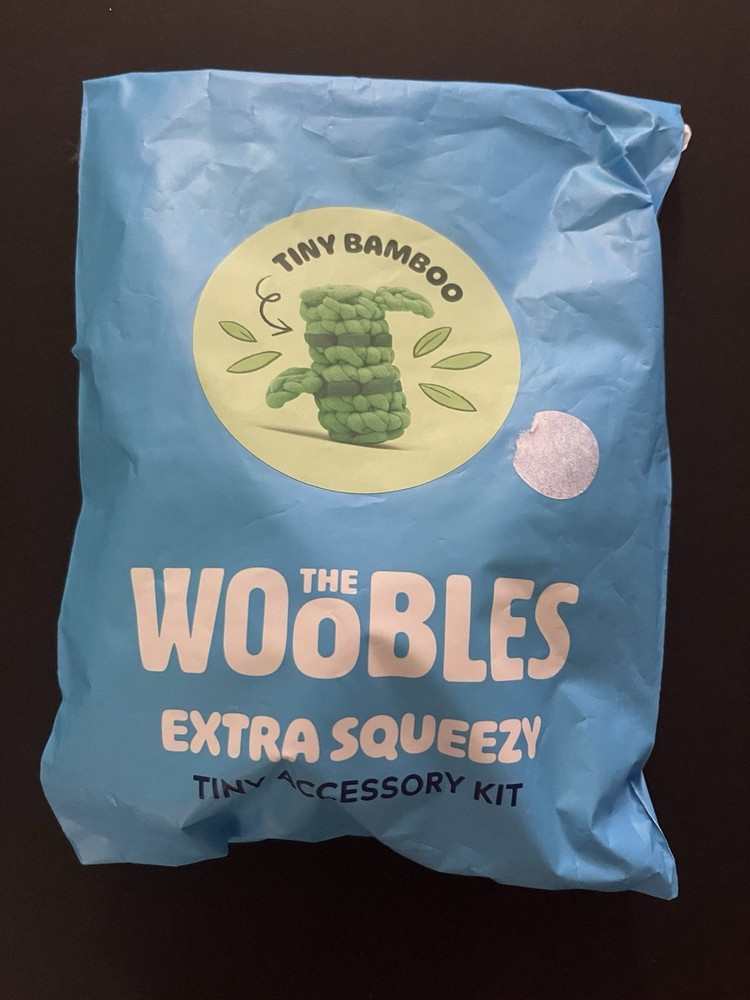 TINY BAMBOO
THE
WOOBLES
EXTRA SQUEEZY
TINY ACCESSORY KIT